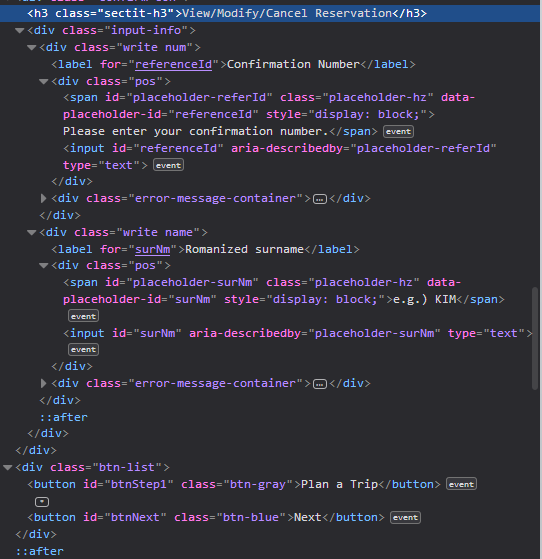 <h3 class="sectit-h3">View/Modify/Cancel Reservation</h3>
<div class="input-info">
<div class="write num">
<label for="referenceId">Confirmation Number</label>
<div class="pos">
<span id="placeholder-referId" class="placeholder-hz" data-
placeholder-id="referenceId" style="display: block;">
Please enter your confirmation number.</span> event
<input id="referenceId" aria-describedby="placeholder-referId"
type="text"> event
</div>
<div class="error-message-container">…</div>
</div>
<div class="write name">
<label for="surNm">Romanized surname</label>
<div class="pos">
<span id="placeholder-surNm" class="placeholder-hz" data-
placeholder-id="surNm" style="display: block;">e.g.) KIM</span>
event
<input id="surNm" aria-describedby="placeholder-surNm" type="text">
event
</div>
<div class="error-message-container">…</div>
</div>
::after
</div>
</div>
<div class="btn-list">
<button id="btnStep1" class="btn-gray">Plan a Trip</button> event
<button id="btnNext" class="btn-blue">Next</button> event
</div>
::after